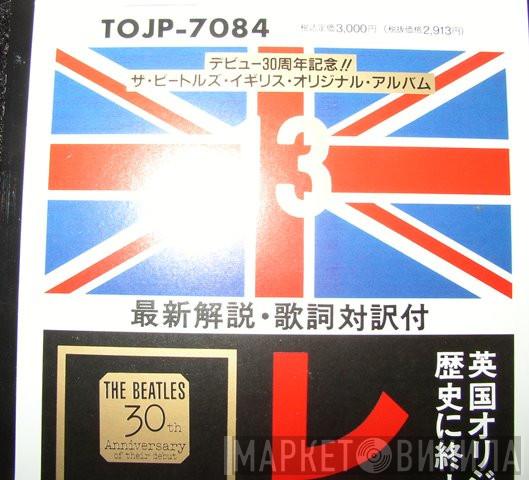 TOJP-7084
税込定価3,000円 (税抜価格2,913円)
デビュー30周年記念!!
ザ・ビートルズ・イギリス・オリジナル・アルバム
13
最新解説・歌詞対訳付
THE BEATLES
30th
Anniversary
of their debut
レ
英国オリジ
歴史に終
МАРКЕТ ВИНИЛА